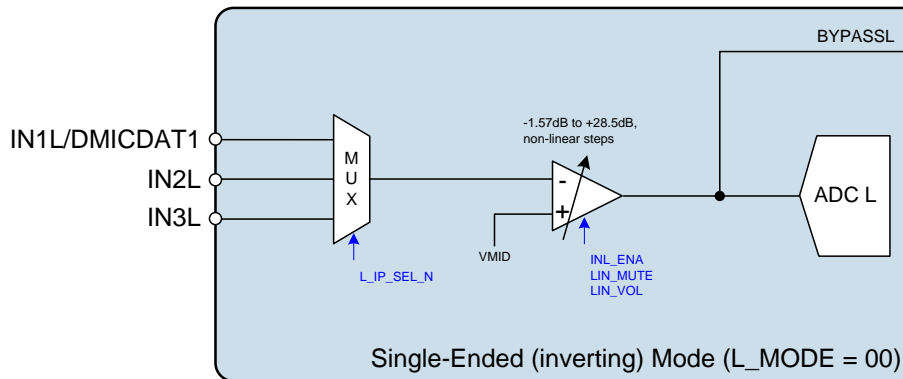 BYPASSL
IN1L/DMICDAT1
IN2L
IN3L
M
U
X
-1.57dB to +28.5dB,
non-linear steps
-
+
ADC L
VMID
L_IP_SEL_N
INL_ENA
LIN_MUTE
LIN_VOL
Single-Ended (inverting) Mode (L_MODE = 00)